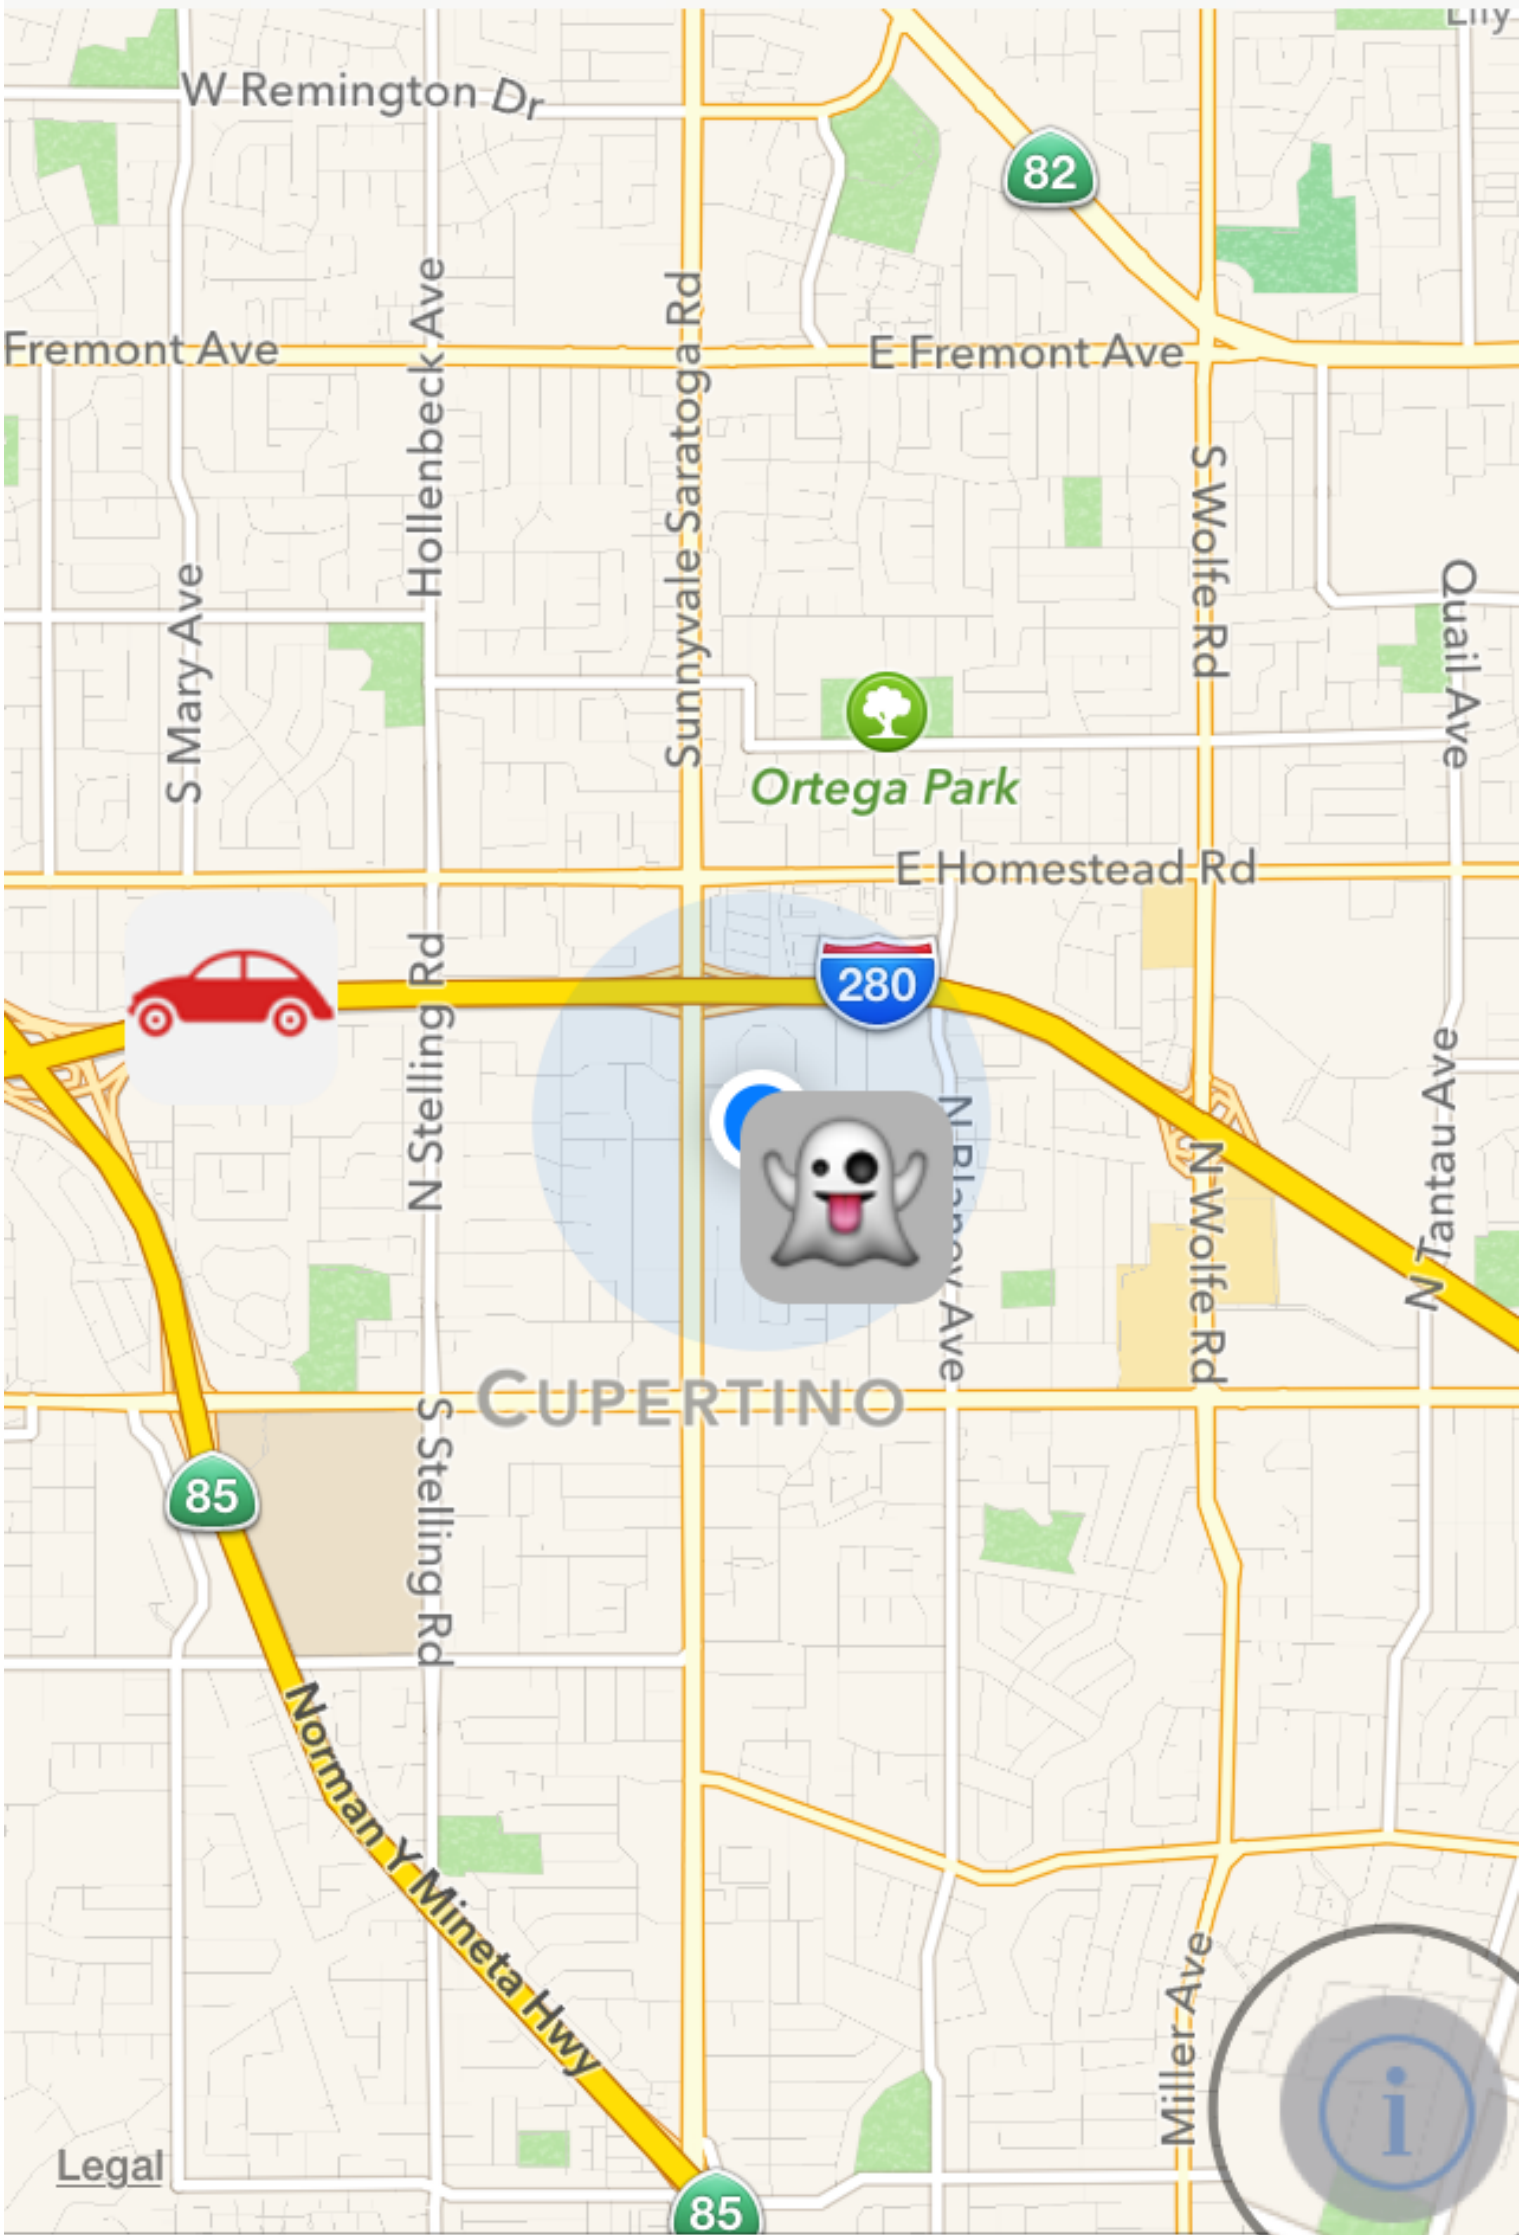 Lily
W Remington Dr
82
Fremont Ave
Hollenbeck Ave
Sunnyvale Saratoga Rd
E Fremont Ave
S Wolfe Rd
S Mary Ave
Quail Ave
Ortega Park
E Homestead Rd
280
N Stelling Rd
N Blaney Ave
N Wolfe Rd
N Tantau Ave
CUPERTINO
85
S Stelling Rd
Norman Y Mineta Hwy
Miller Ave
i
Legal
85